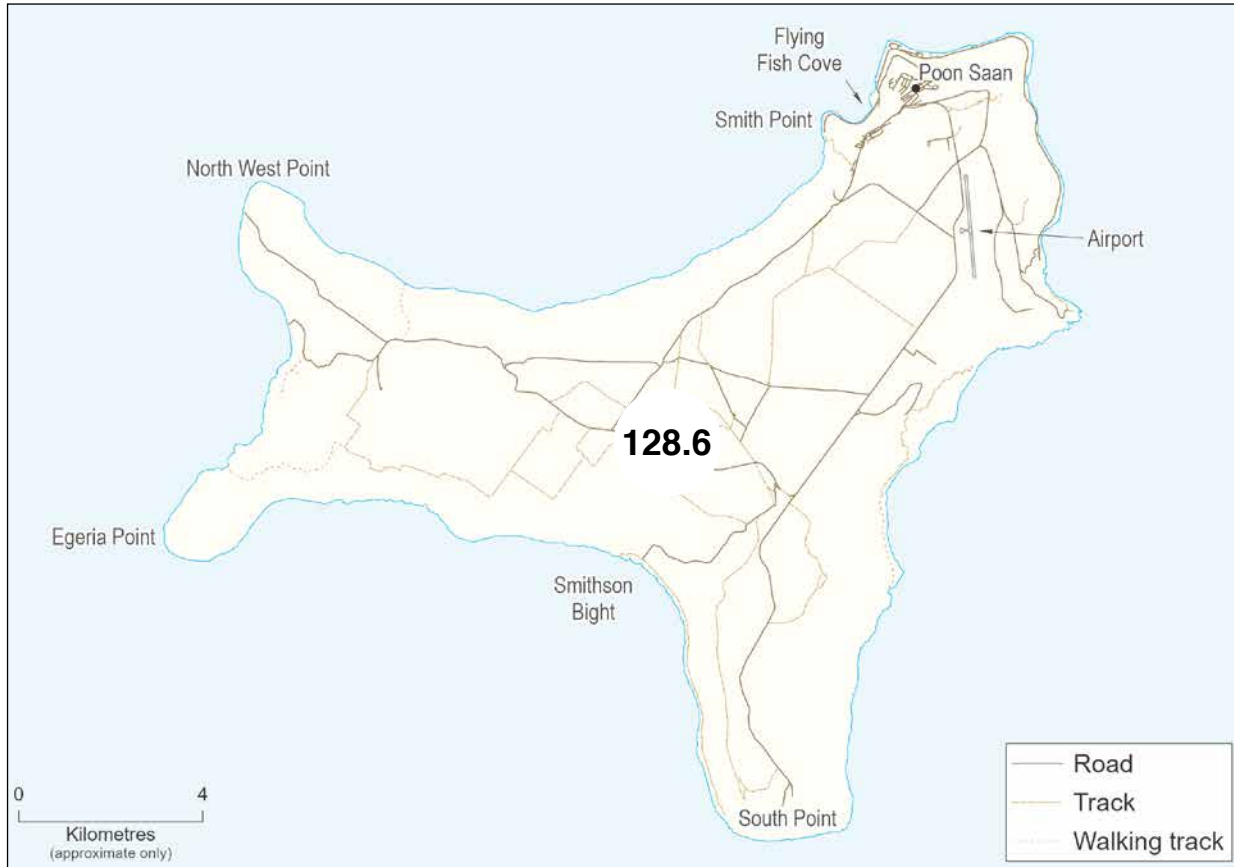 Flying
Fish Cove
Poon Saan
Smith Point
North West Point
Airport
128.6
Egeria Point
Smithson
Bight
South Point
0 4
Kilometres
(approximate only)
Road
Track
Walking track